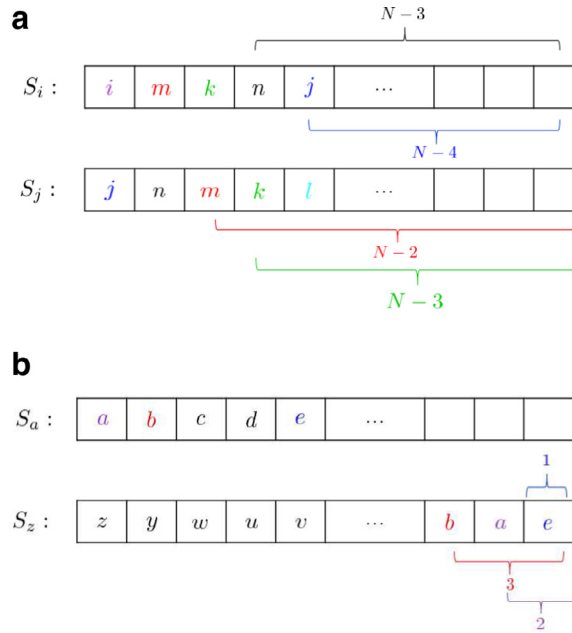 a
N − 3
S_i : i m k n j ...
N − 4
S_j : j n m k l ...
N − 2
N − 3
b
S_a : a b c d e ...
1
S_z : z y w u v ... b a e
3
2